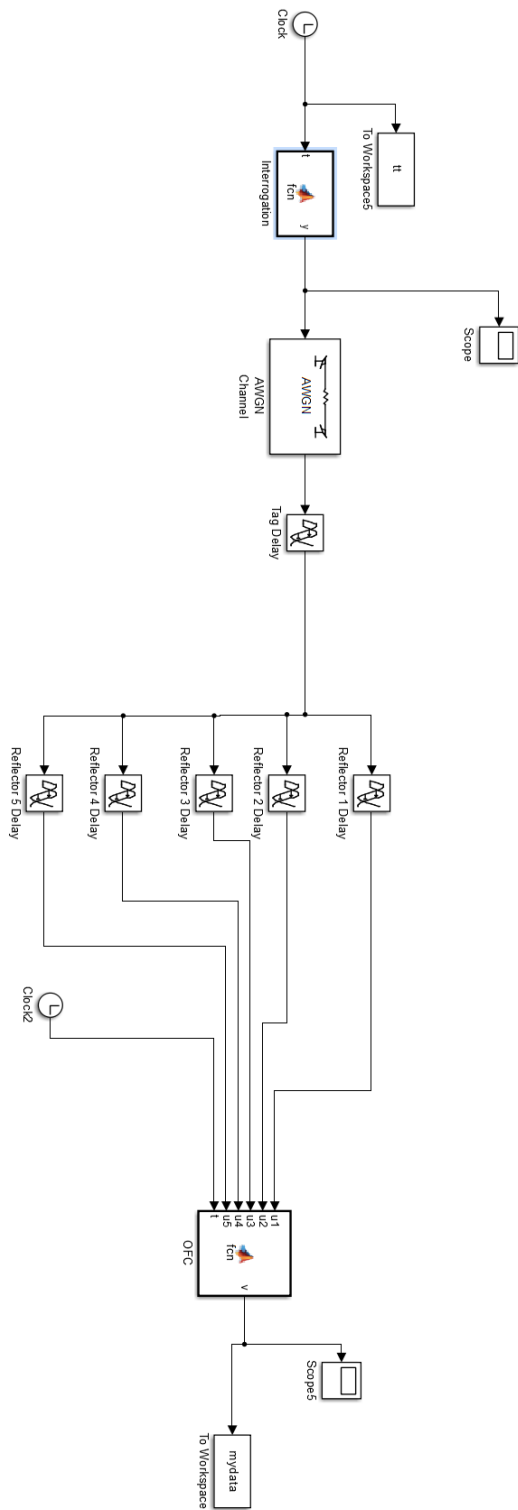 Clock
tt
To Workspace5
t
fcn
y
Interrogation
Scope
AWGN
AWGN
Channel
Tag Delay
Reflector 1 Delay
Reflector 2 Delay
Reflector 3 Delay
Reflector 4 Delay
Reflector 5 Delay
Clock2
u1
u2
u3
u4
u5
t
fcn
v
OFC
Scope5
mydata
To Workspace